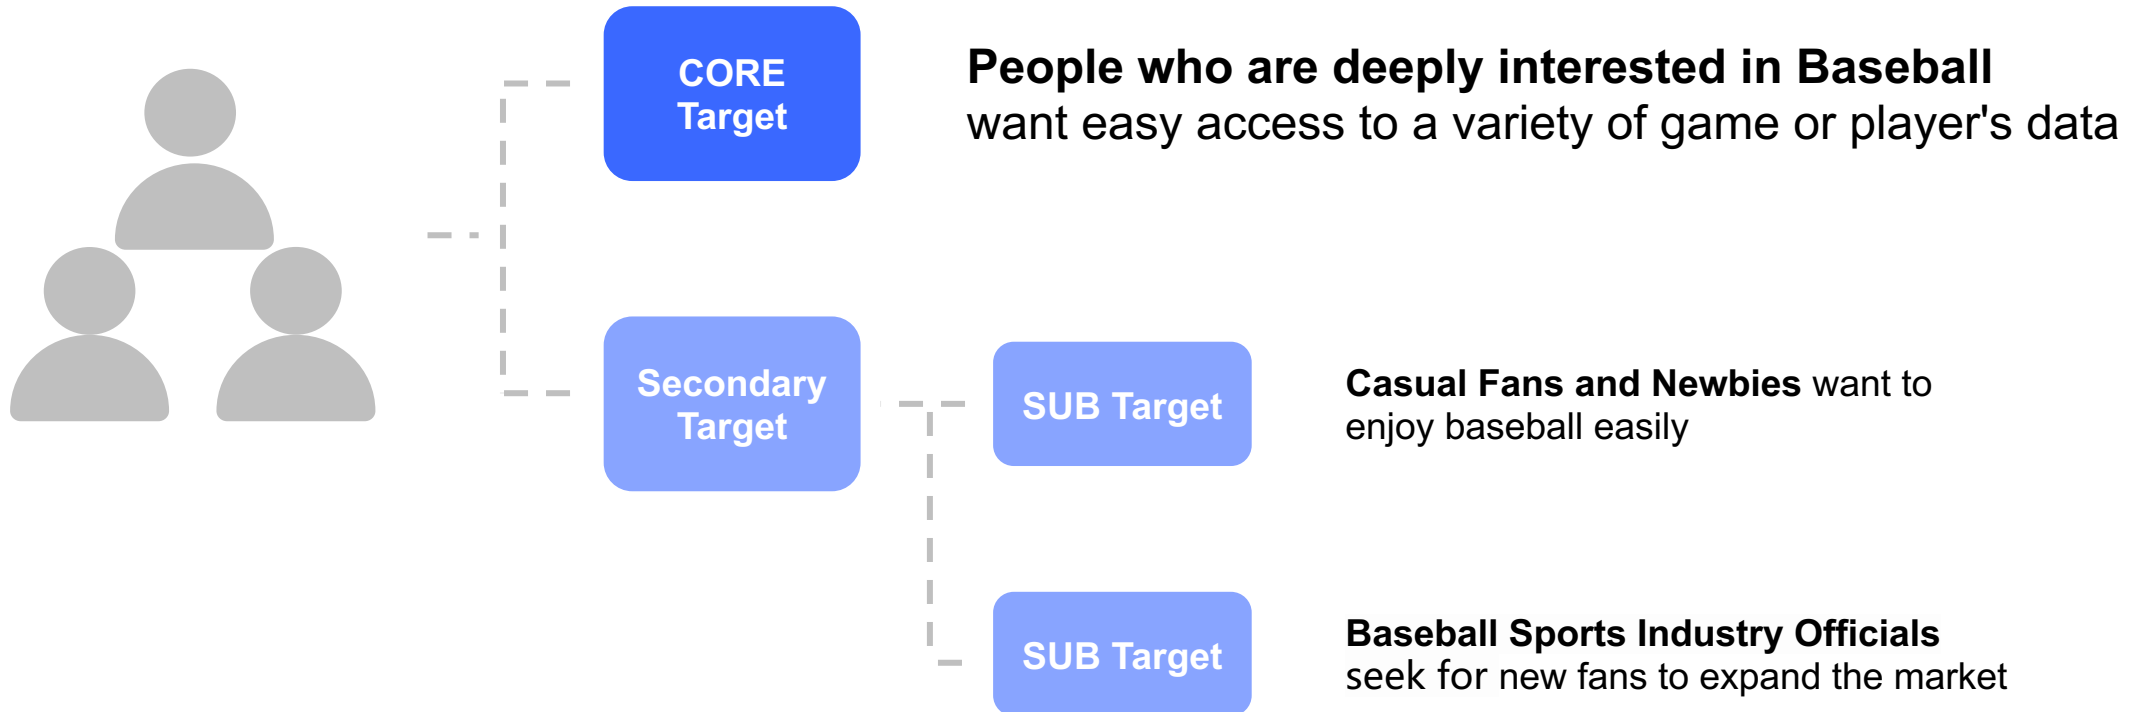 CORE
Target
People who are deeply interested in Baseball
want easy access to a variety of game or player's data
Secondary
Target
SUB Target
Casual Fans and Newbies want to
enjoy baseball easily
SUB Target
Baseball Sports Industry Officials
seek for new fans to expand the market